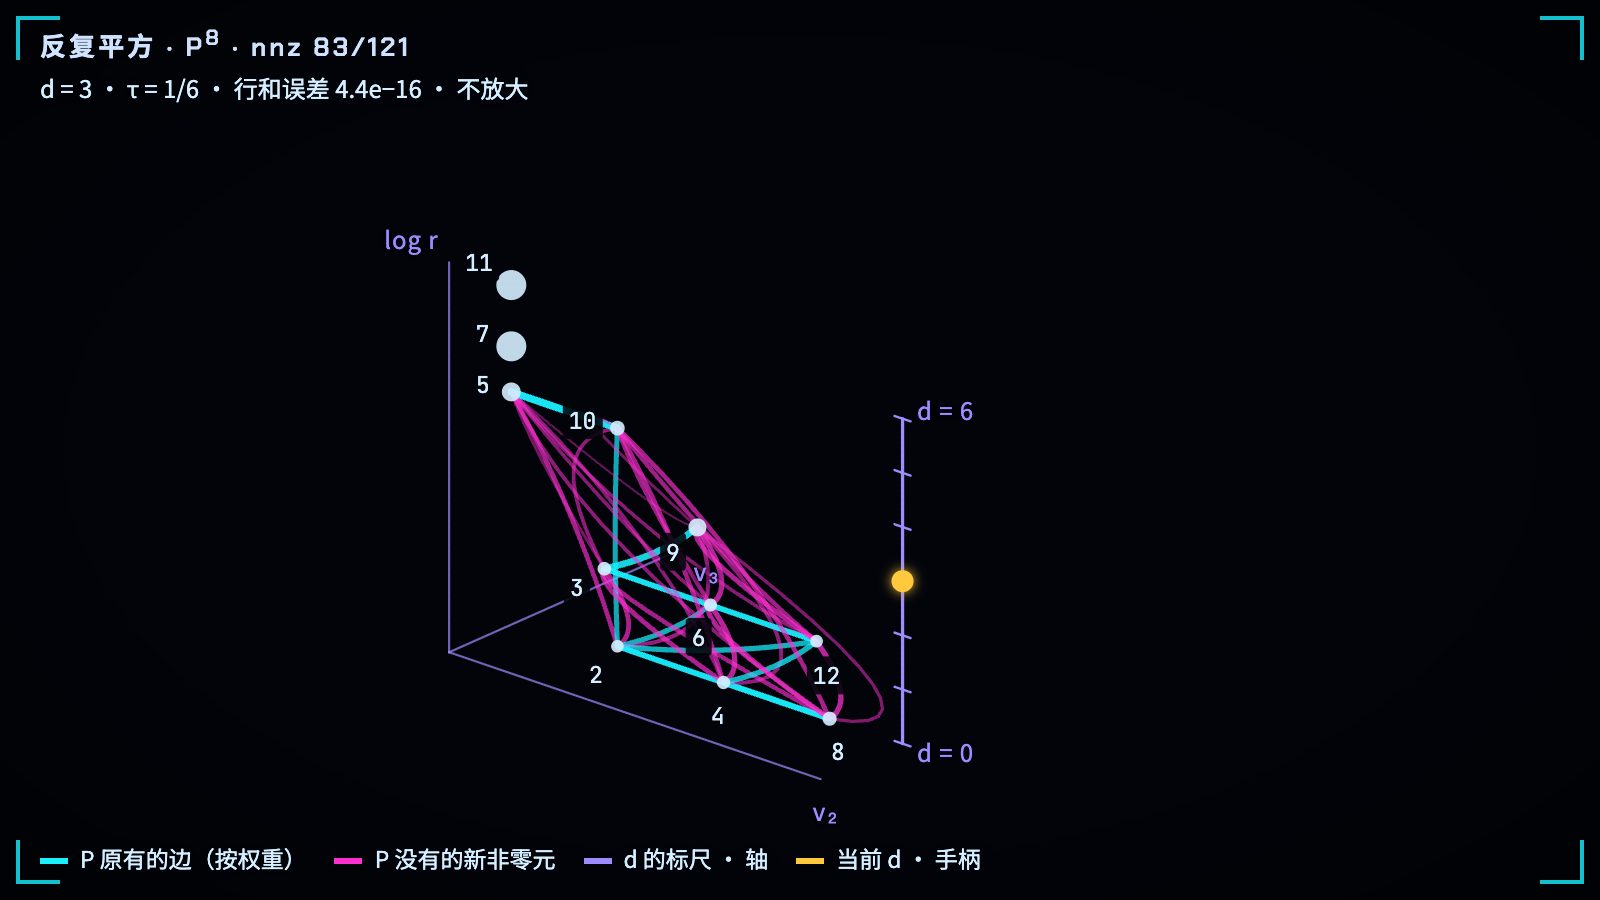 反复平方 · P⁸ · nnz 83/121
d = 3 • τ = 1/6 • 行和误差 4.4e−16 • 不放大
log r
11
7
5
10
d = 6
9
v₃
3
6
2
12
4
8
d = 0
v₂
P 原有的边（按权重）
P 没有的新非零元
d 的标尺 • 轴
当前 d • 手柄